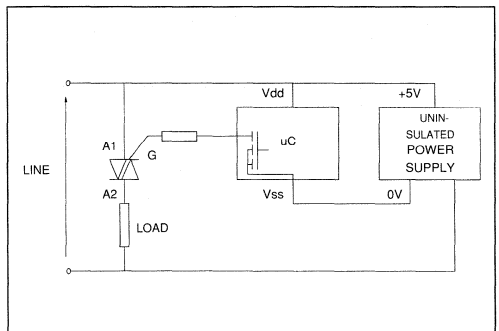 Vdd
+5V
UNIN-
SULATED
POWER
SUPPLY
uC
A1
G
LINE
A2
Vss
0V
LOAD